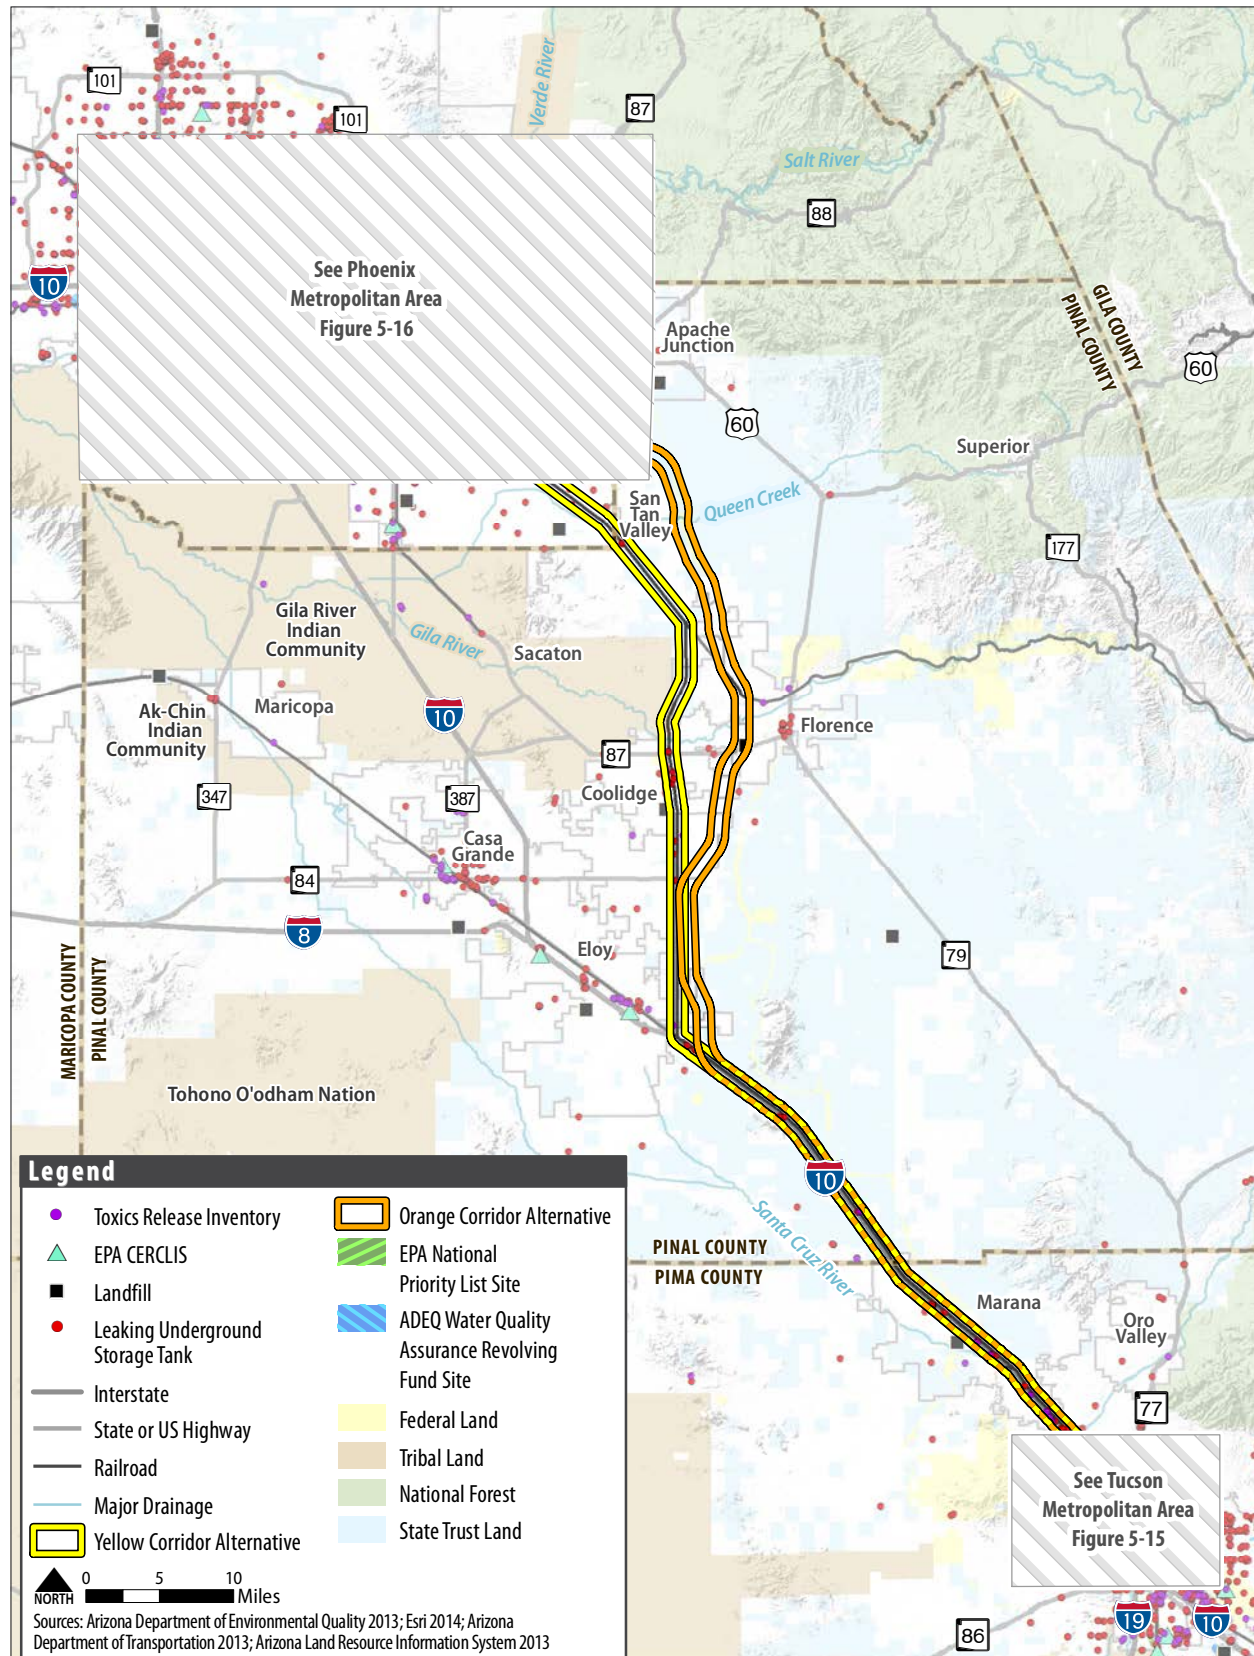 101
101
87
Verde River
Salt River
88
10
See Phoenix
Metropolitan Area
Figure 5-16
Apache
Junction
GILA COUNTY
PINAL COUNTY
60
60
Superior
San
Tan
Valley
Queen Creek
177
Gila River
Indian
Community
Gila River
Sacaton
Ak-Chin
Indian
Community
Maricopa
10
Florence
87
Coolidge
347
387
Casa
Grande
84
8
Eloy
79
MARICOPA COUNTY
PINAL COUNTY
Tohono O'odham Nation
10
Santa Cruz River
PINAL COUNTY
PIMA COUNTY
Marana
Oro
Valley
77
See Tucson
Metropolitan Area
Figure 5-15
86
19
10
Legend
Toxics Release Inventory
EPA CERCLIS
Landfill
Leaking Underground
Storage Tank
Interstate
State or US Highway
Railroad
Major Drainage
Yellow Corridor Alternative
Orange Corridor Alternative
EPA National
Priority List Site
ADEQ Water Quality
Assurance Revolving
Fund Site
Federal Land
Tribal Land
National Forest
State Trust Land
NORTH
0 5 10
Miles
Sources: Arizona Department of Environmental Quality 2013; Esri 2014; Arizona
Department of Transportation 2013; Arizona Land Resource Information System 2013